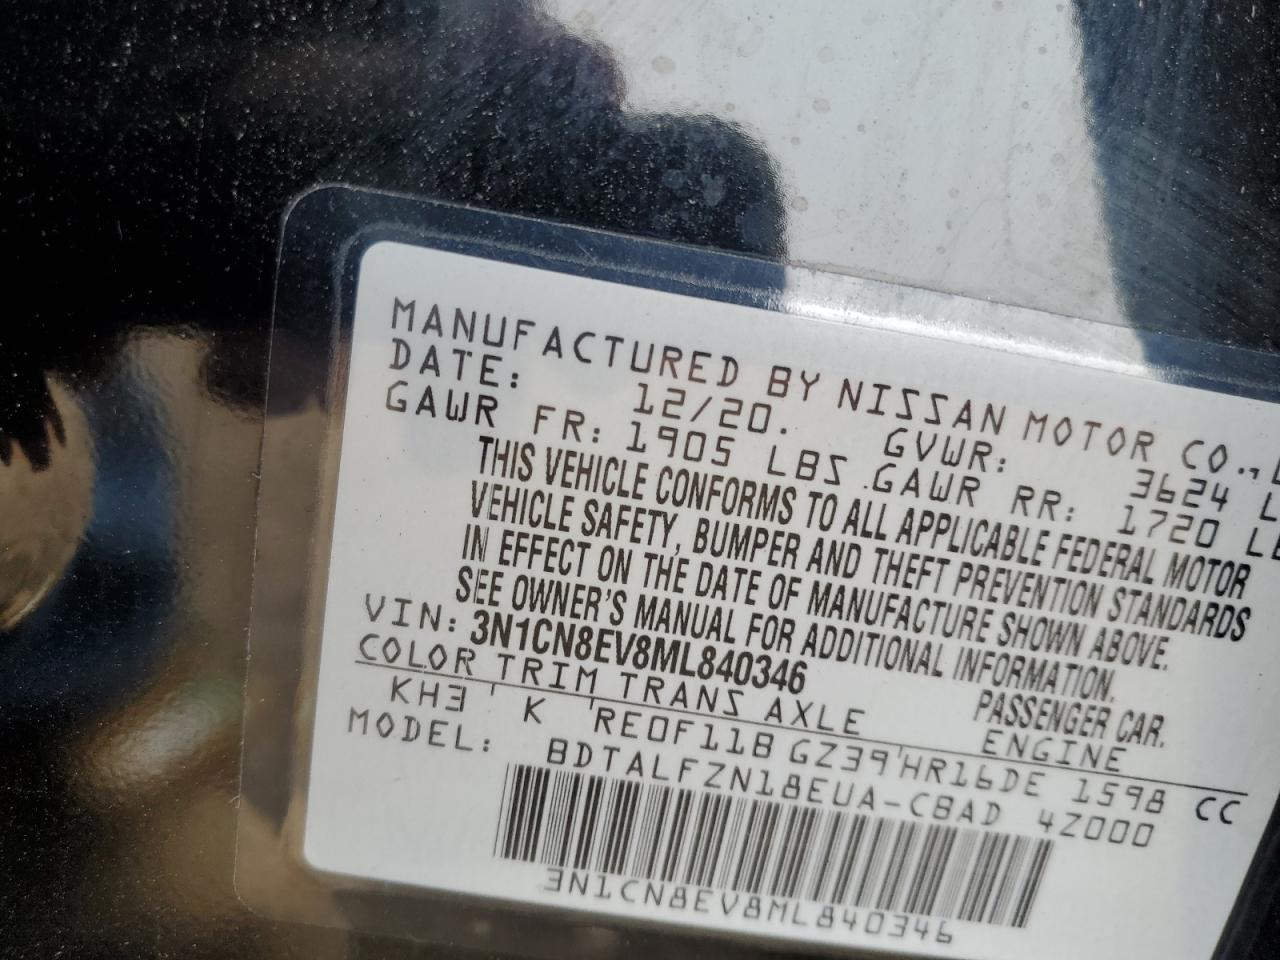 MANUFACTURED BY NISSAN MOTOR CO.,
DATE: 12/20. GVWR: 3624 L
GAWR FR: 1905 LBS GAWR RR: 1720 LB
THIS VEHICLE CONFORMS TO ALL APPLICABLE FEDERAL MOTOR
VEHICLE SAFETY, BUMPER AND THEFT PREVENTION STANDARDS
IN EFFECT ON THE DATE OF MANUFACTURE SHOWN ABOVE.
SEE OWNER'S MANUAL FOR ADDITIONAL INFORMATION.
VIN: 3N1CN8EV8ML840346 PASSENGER CAR.
COLOR TRIM TRANS AXLE ENGINE
KH3 K RE0F11B GZ39 HR16DE 1598 CC
MODEL: BDTALFZN18EUA-CBAD 4Z000
3N1CN8EV8ML840346